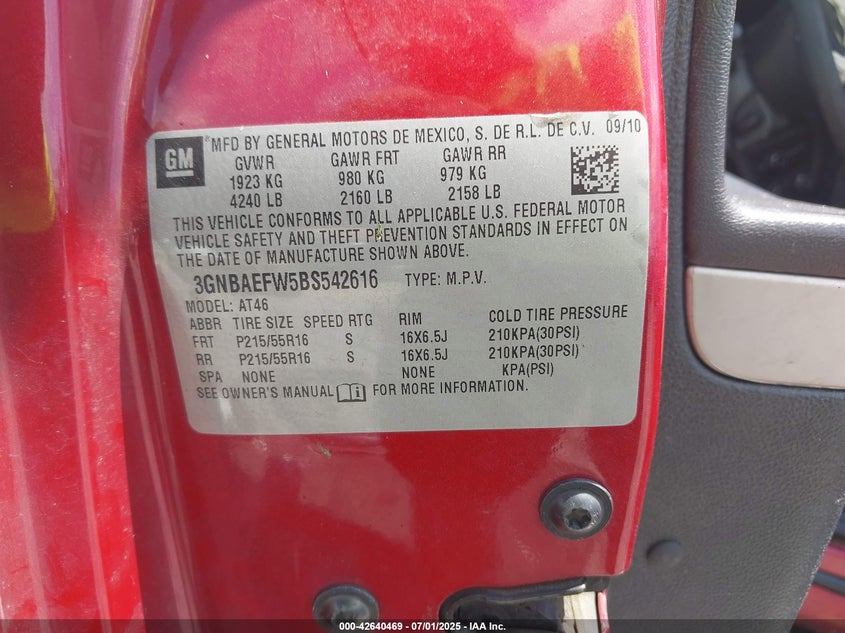 GM
*MFD BY GENERAL MOTORS DE MEXICO, S. DE R.L. DE C.V. 09/10
GVWR GAWR FRT GAWR RR
1923 KG 980 KG 979 KG
4240 LB 2160 LB 2158 LB
THIS VEHICLE CONFORMS TO ALL APPLICABLE U.S. FEDERAL MOTOR
VEHICLE SAFETY AND THEFT PREVENTION STANDARDS IN EFFECT ON
THE DATE OF MANUFACTURE SHOWN ABOVE.
3GNBAEFW5BS542616 TYPE: M.P.V.
MODEL: AT46
ABBR TIRE SIZE SPEED RTG RIM COLD TIRE PRESSURE
FRT P215/55R16 S 16X6.5J 210KPA(30PSI)
RR P215/55R16 S 16X6.5J 210KPA(30PSI)
SPA NONE NONE KPA(PSI)
SEE OWNER'S MANUAL FOR MORE INFORMATION.
000-42640469 - 07/01/2025 - IAA Inc.